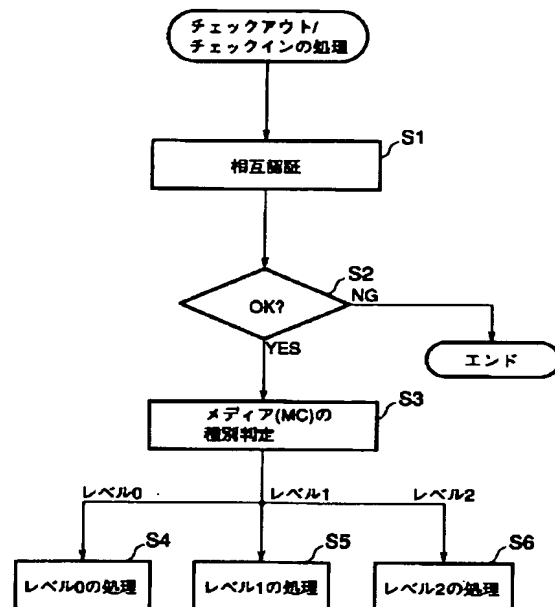 チェックアウト/
チェックインの処理
S1
相互認証
S2
OK?
NG
YES
エンド
S3
メディア(MC)の
種別判定
レベル0
レベル1
レベル2
S4
S5
S6
レベル0の処理
レベル1の処理
レベル2の処理